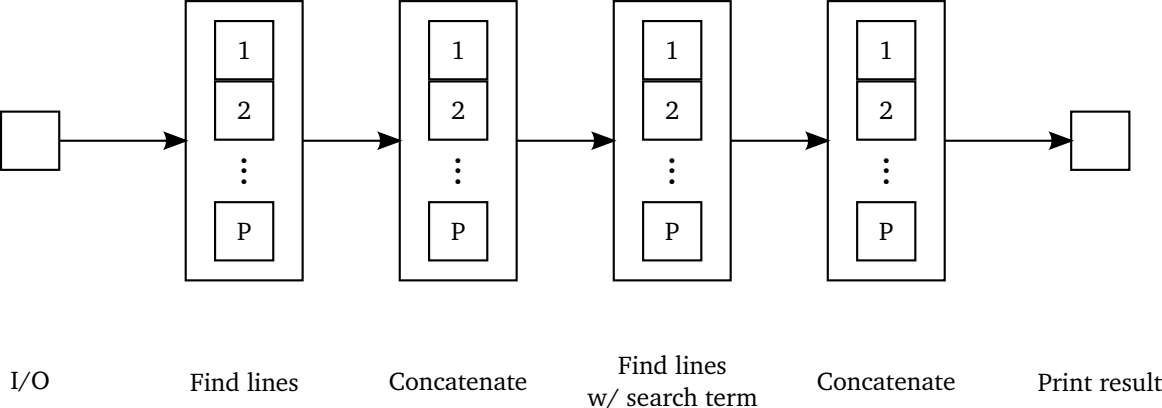 1 1 1 1
2 2 2 2
P P P P
I/O
Find lines
Concatenate
Find lines
w/ search term
Concatenate
Print result